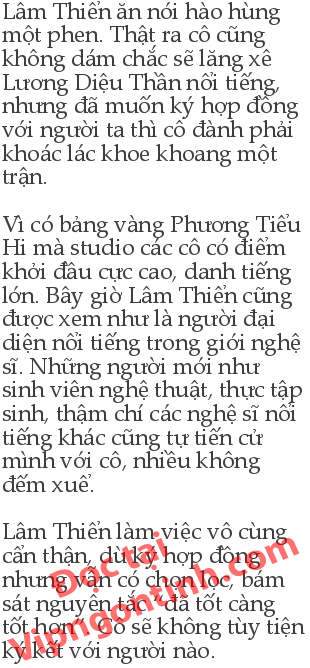 Lâm Thiển ăn nói hào hùng
một phen. Thật ra cô cũng
không dám chắc sẽ lăng xê
Lương Diệu Thần nổi tiếng,
nhưng đã muốn ký hợp đồng
với người ta thì cô đành phải
khoác lác khoe khoang một
trận.
Vì có bảng vàng Phương Tiểu
Hi mà studio các cô có điểm
khởi đầu cực cao, danh tiếng
lớn. Bây giờ Lâm Thiển cũng
được xem như là người đại
diện nổi tiếng trong giới nghệ
sĩ. Những người mới như
sinh viên nghệ thuật, thực tập
sinh, thậm chí các nghệ sĩ nổi
tiếng khác cũng tự tiến cử
mình với cô, nhiều không
đếm xuể.
Lâm Thiển làm việc vô cùng
cẩn thận, dù ký hợp đồng
nhưng vẫn có chọn lọc, bám
sát nguyên tắc “đã tốt càng
tốt hơn”. Cô sẽ không tùy tiện
ký kết với người nào.
Đọc tại
Vipngontinh.com